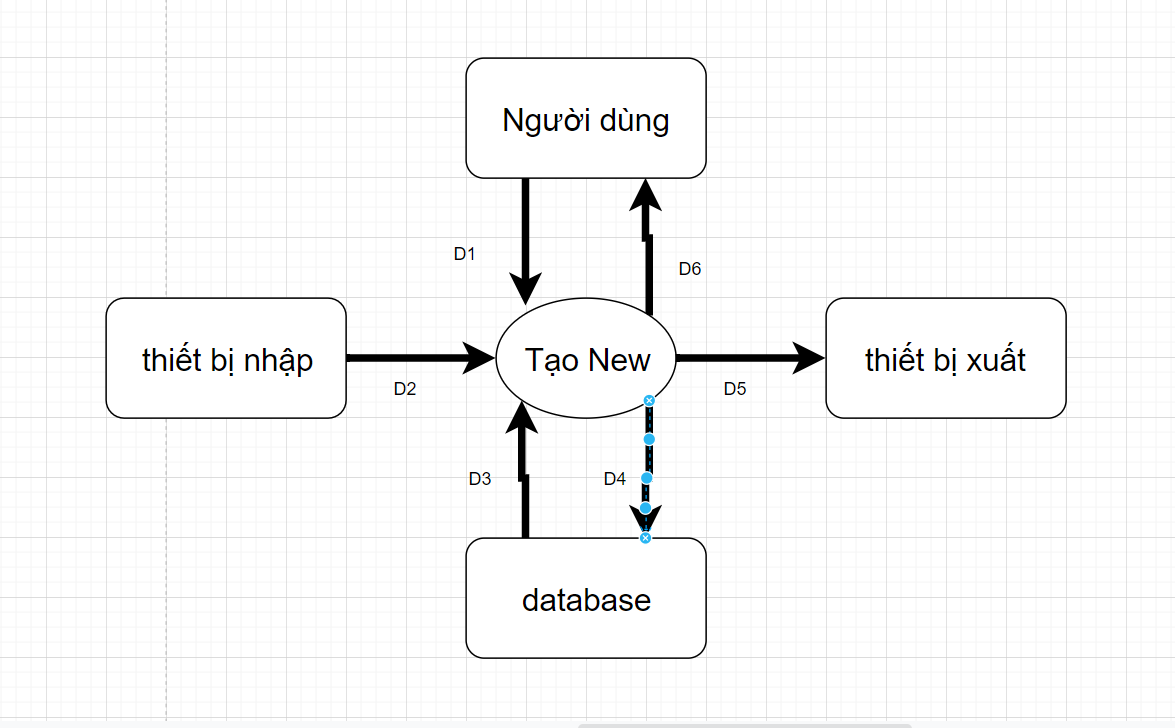 Người dùng
D1
D6
thiết bị nhập
Tạo New
thiết bị xuất
D2
D5
D3
D4
database